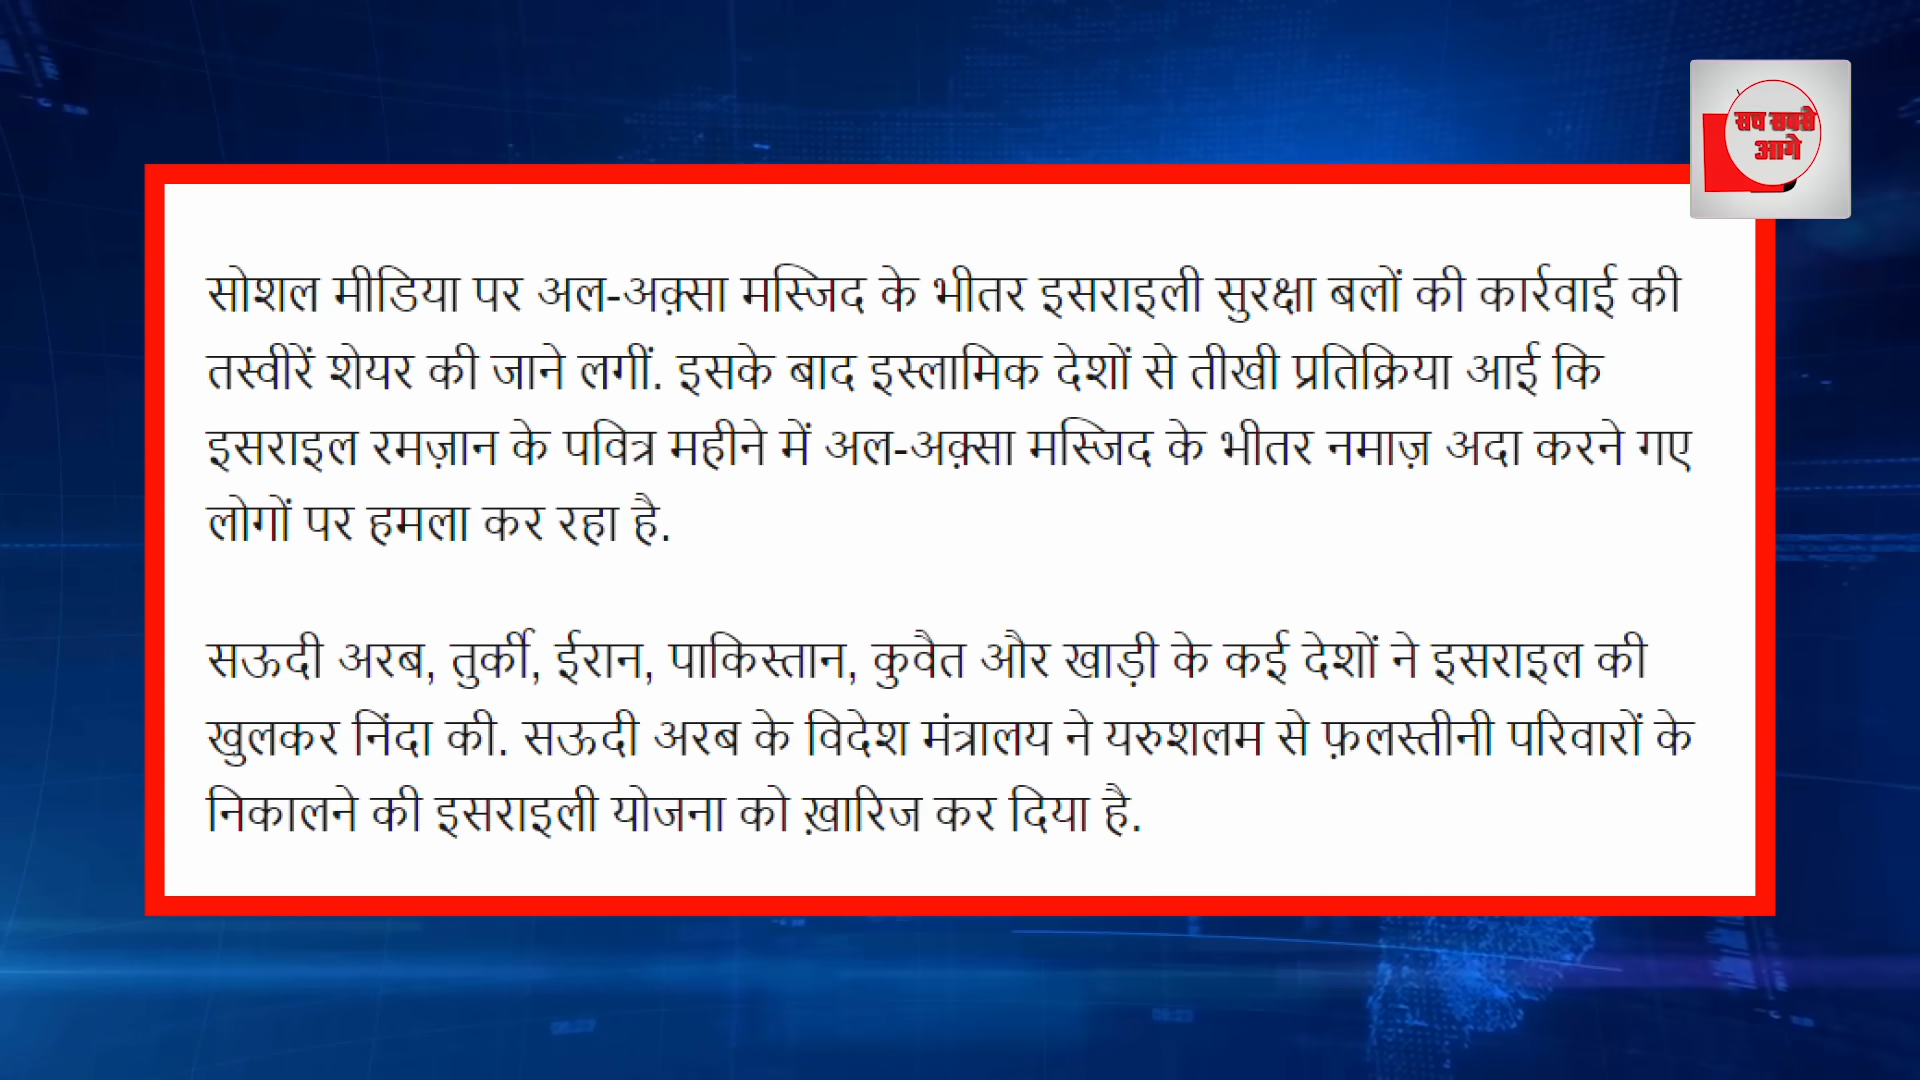 सच सबसे
आगे
सोशल मीडिया पर अल-अक़्सा मस्जिद के भीतर इसराइली सुरक्षा बलों की कार्रवाई की
तस्वीरें शेयर की जाने लगीं. इसके बाद इस्लामिक देशों से तीखी प्रतिक्रिया आई कि
इसराइल रमज़ान के पवित्र महीने में अल-अक़्सा मस्जिद के भीतर नमाज़ अदा करने गए
लोगों पर हमला कर रहा है.
सऊदी अरब, तुर्की, ईरान, पाकिस्तान, कुवैत और खाड़ी के कई देशों ने इसराइल की
खुलकर निंदा की. सऊदी अरब के विदेश मंत्रालय ने यरुशलम से फ़लस्तीनी परिवारों के
निकालने की इसराइली योजना को ख़ारिज कर दिया है.